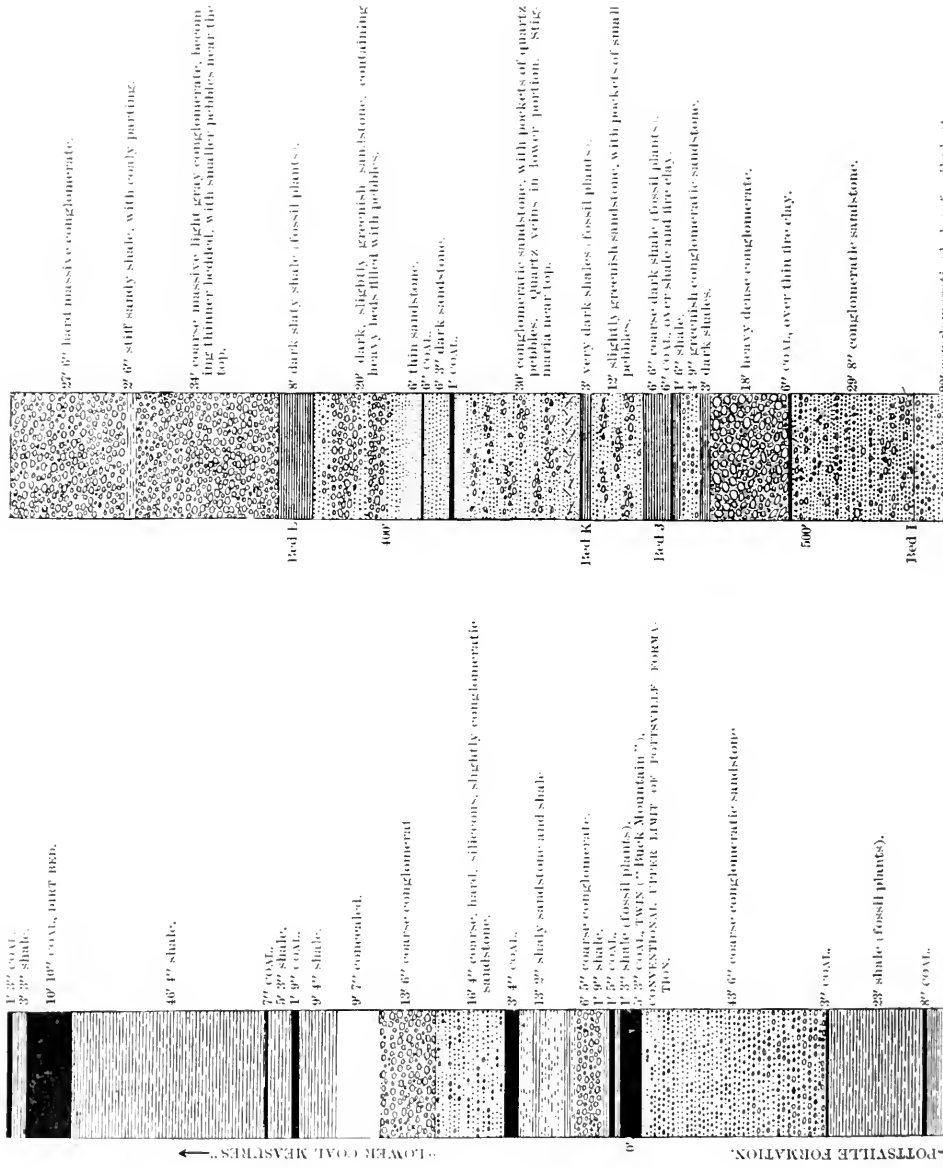 1' 3" COAL.
3' 3" shale.
10' 10" COAL, DIRT BED.
46' 4" shale.
7" COAL.
5' 3" shale.
1' 9" COAL.
9' 4" shale.
9' 7" concealed.
13' 6" coarse conglomerat
16' 4" coarse, hard, siliceous, slightly conglomeratic
sandstone.
3' 4" COAL.
13' 2" shaly sandstone and shale
6' 5" coarse conglomerate.
1' 9" shale.
1' 5" COAL.
1' 3" shale (fossil plants).
5' 3" COAL, TWIN ("Buck Mountain").
CONVENTIONAL UPPER LIMIT OF POTTSVILLE FORMA-
TION.
43' 6" coarse conglomeratic sandstone
3" COAL.
23' shale (fossil plants).
8" COAL.
"LOWER COAL MEASURES"
0'
POTTSVILLE FORMATION.
27' 6" hard massive conglomerate.
2' 6" stiff sandy shale, with coaly parting.
34' coarse massive light gray conglomerate, becom
ing thinner bedded, with smaller pebbles near the
top.
8' dark slaty shale (fossil plants).
20' dark, slightly greenish sandstone, containing
heavy beds filled with pebbles.
6' thin sandstone.
6" COAL.
6' 3" dark sandstone.
1' COAL.
30' conglomeratic sandstone, with pockets of quartz
pebbles, quartz veins in lower portion. Stig-
maria near top.
3' very dark shales (fossil plants).
12' slightly greenish sandstone, with pockets of small
pebbles.
6' 6" coarse dark shale (fossil plants).
6" COAL, over shale and fire clay.
1' 6" shale.
4' 9" greenish conglomeratic sandstone.
3' dark shales.
18' heavy dense conglomerate.
6" COAL, over thin fire clay.
29' 8" conglomeratic sandstone.
Bed L
400'
Bed K
Bed J
500'
Bed I